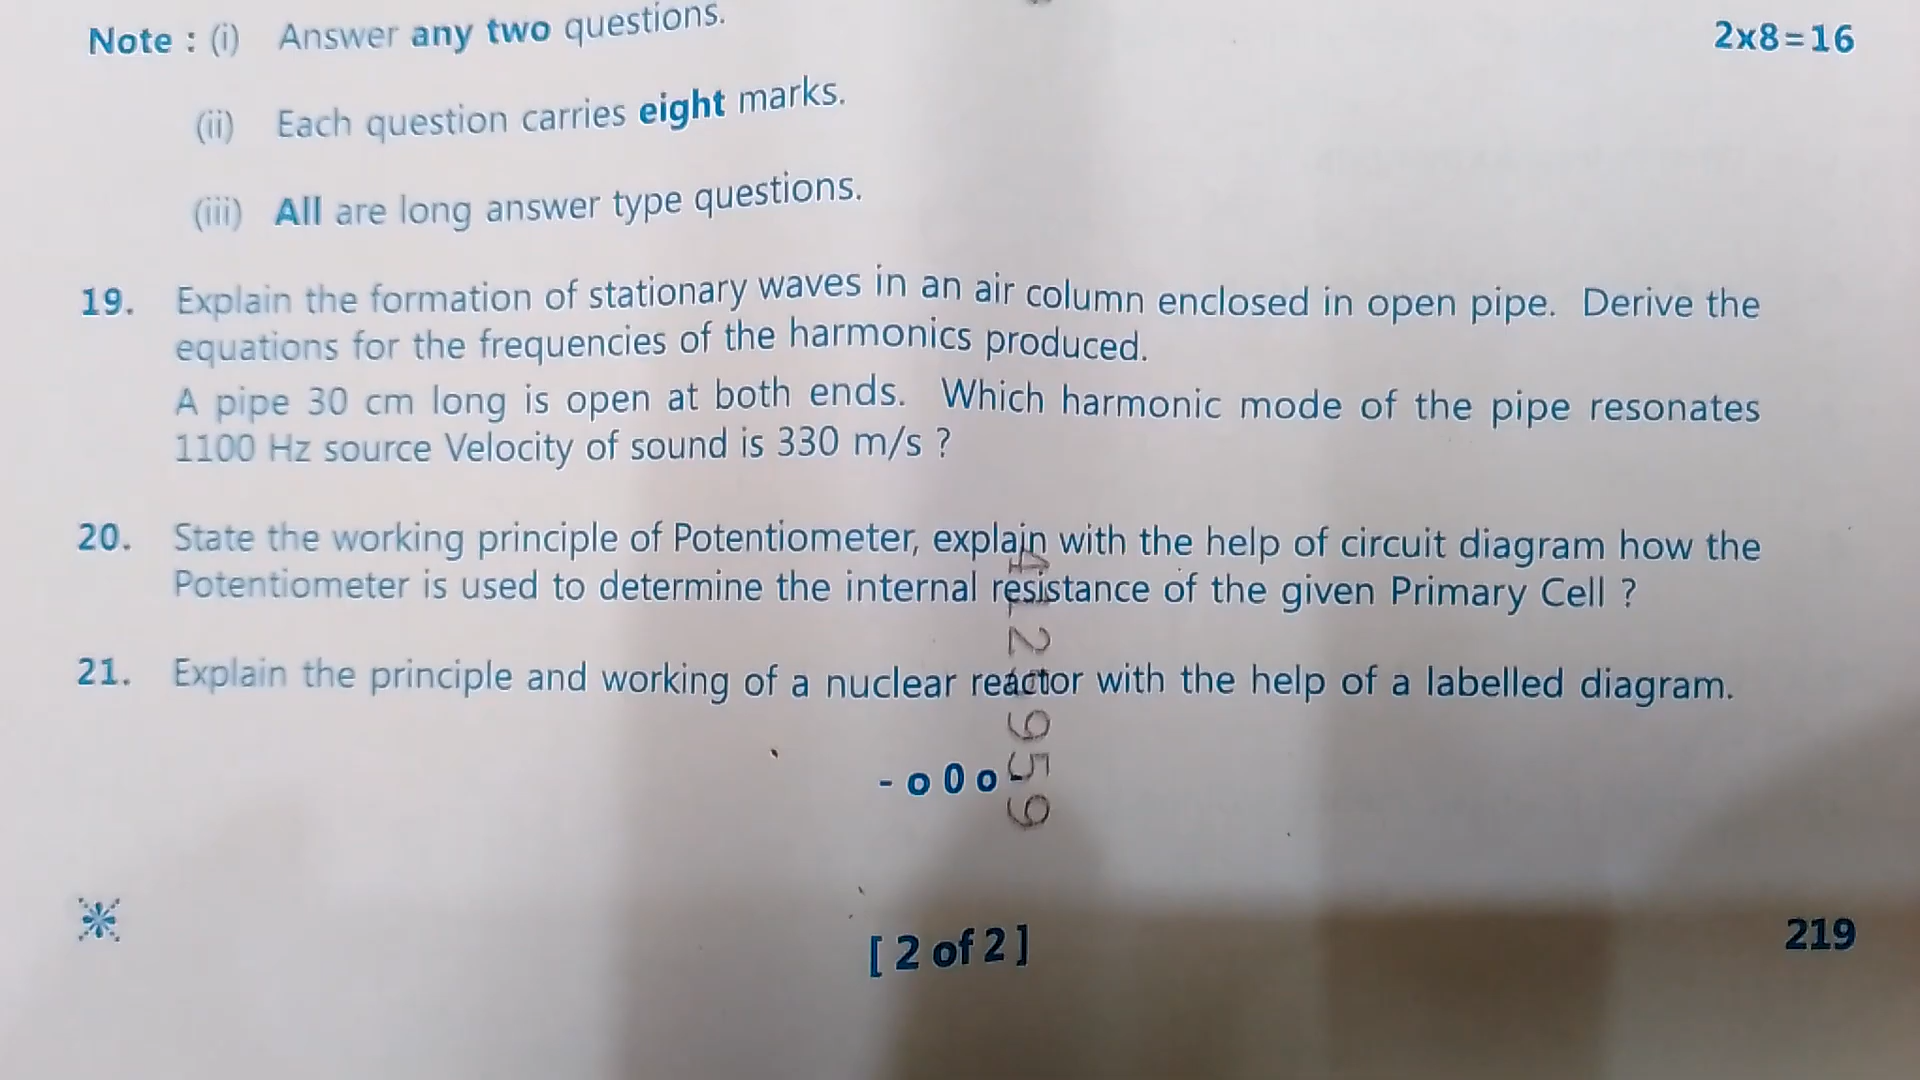 Note : (i) Answer any two questions. 2x8=16
(ii) Each question carries eight marks.
(iii) All are long answer type questions.
19. Explain the formation of stationary waves in an air column enclosed in open pipe. Derive the
equations for the frequencies of the harmonics produced.
A pipe 30 cm long is open at both ends. Which harmonic mode of the pipe resonates
1100 Hz source Velocity of sound is 330 m/s ?
20. State the working principle of Potentiometer, explain with the help of circuit diagram how the
Potentiometer is used to determine the internal resistance of the given Primary Cell ?
21. Explain the principle and working of a nuclear reactor with the help of a labelled diagram.
- o 0 o -
[ 2 of 2 ] 219